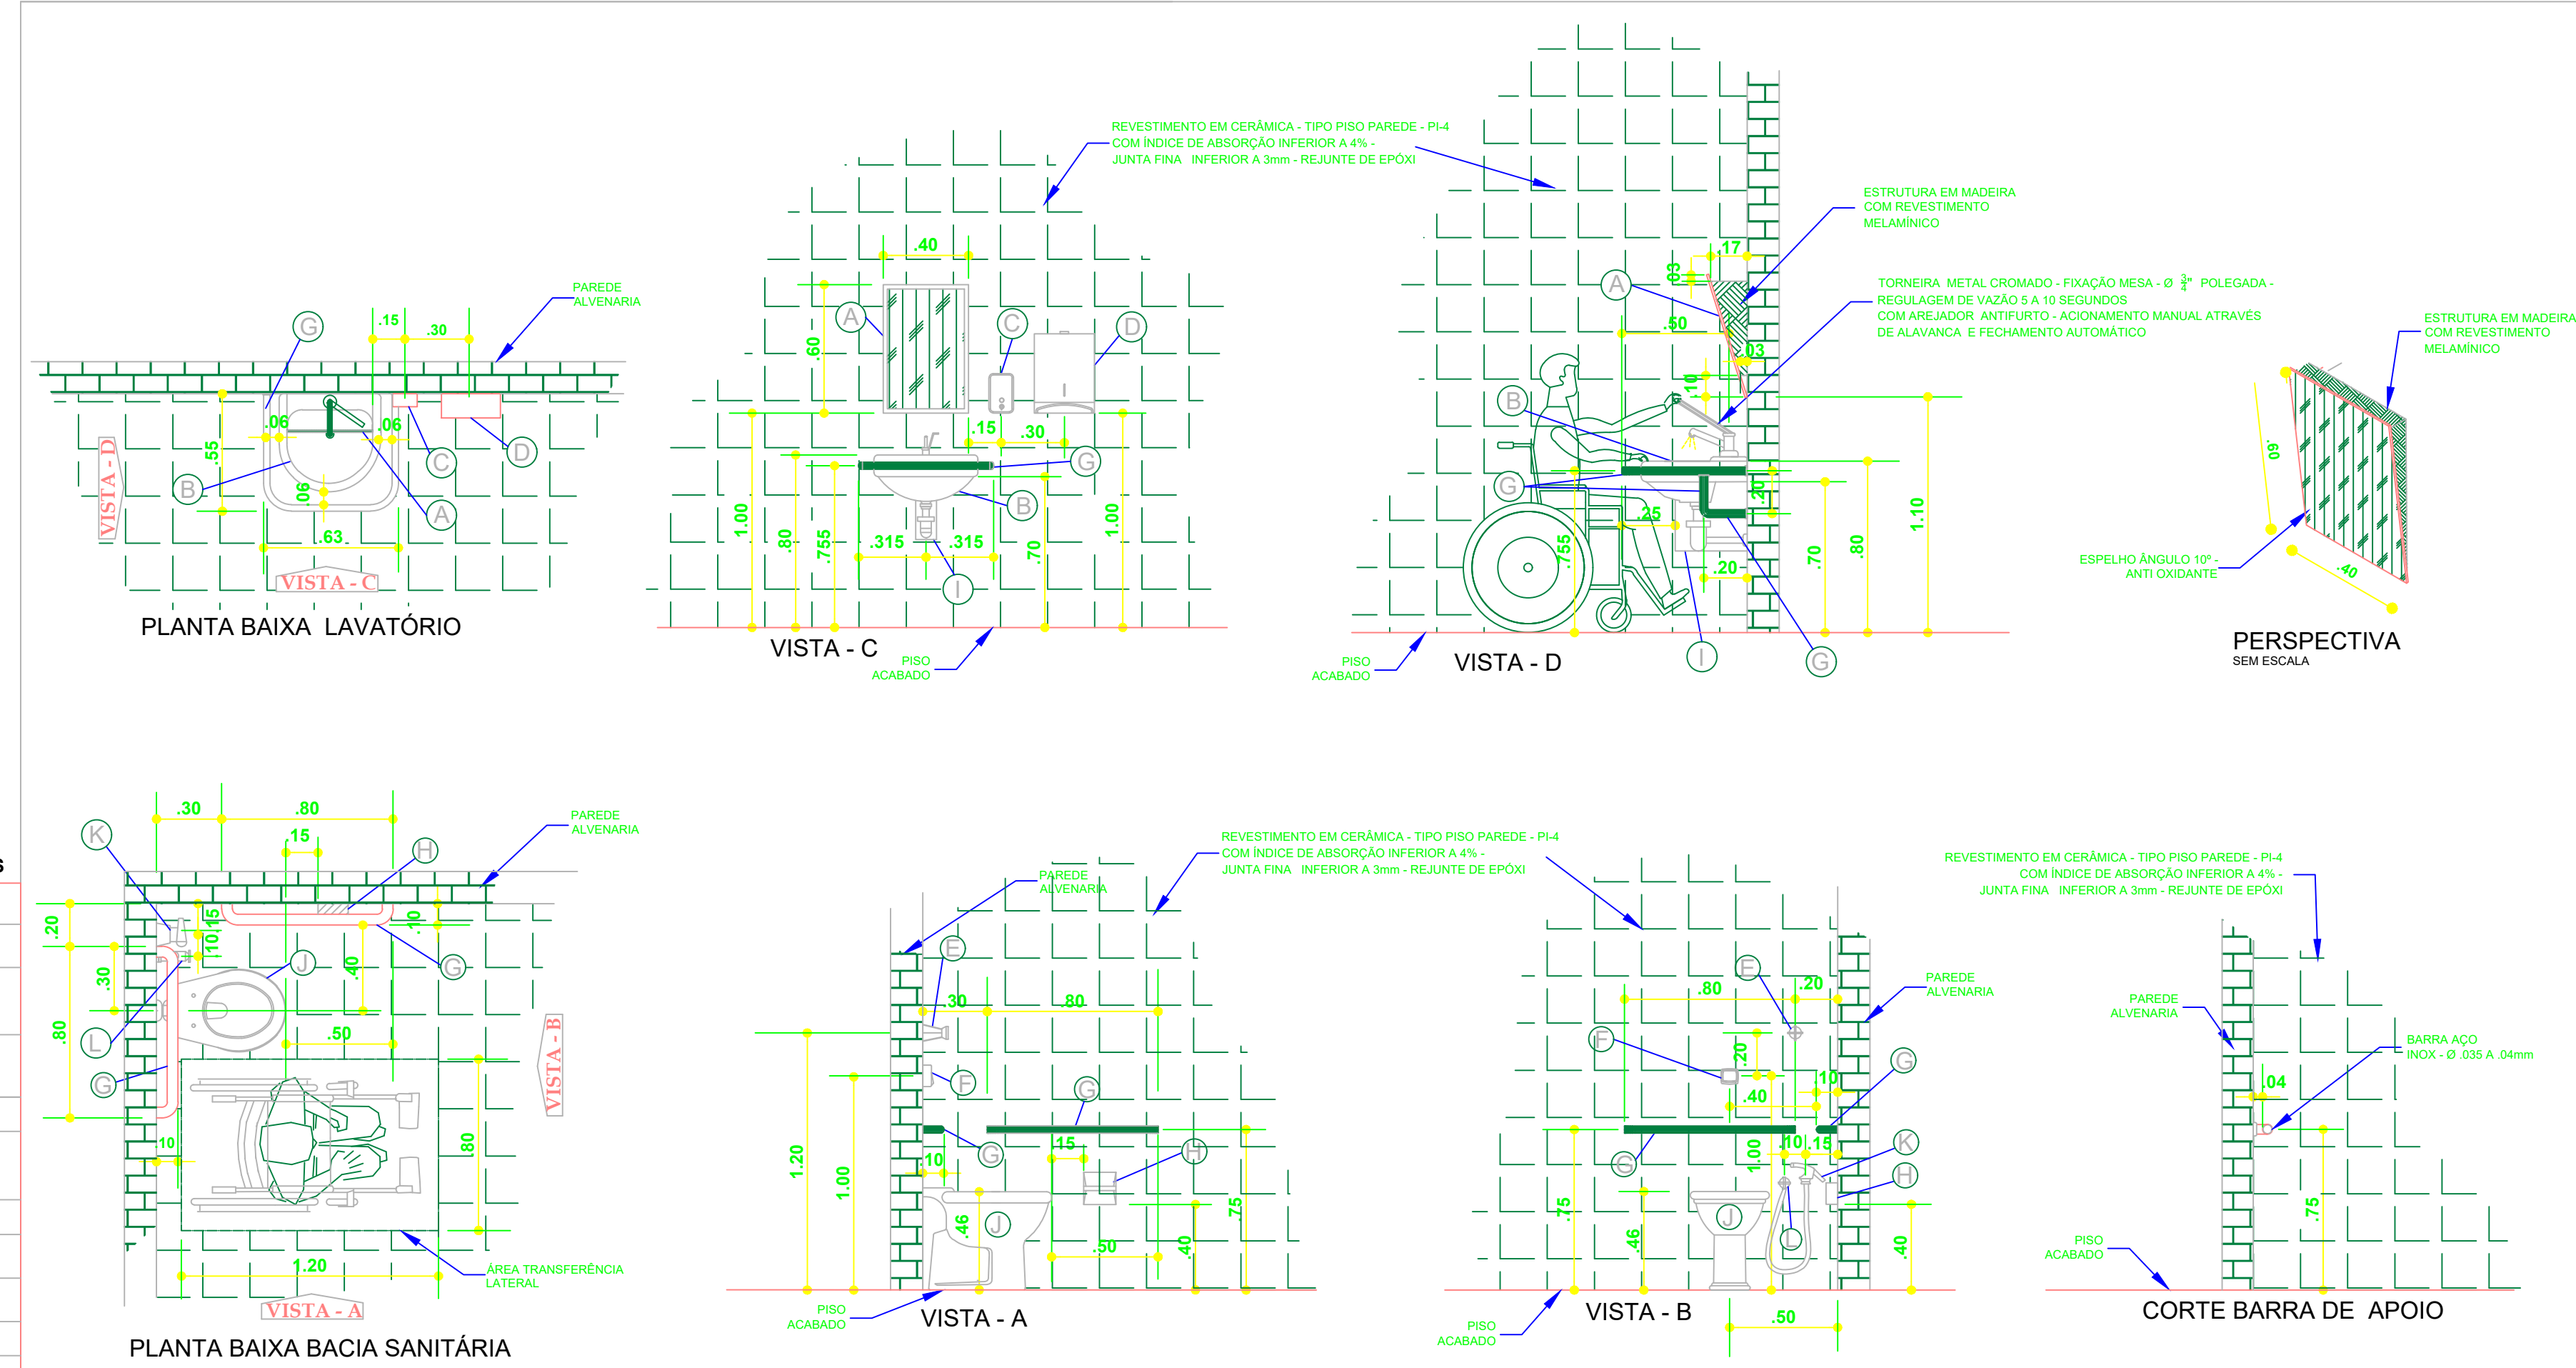 REVESTIMENTO EM CERÂMICA - TIPO PISO PAREDE - PI-4
COM ÍNDICE DE ABSORÇÃO INFERIOR A 4% -
JUNTA FINA INFERIOR A 3mm - REJUNTE DE EPÓXI
PAREDE
ALVENARIA
G
.15
.30
.06
.06
.55
.06
B
C
D
A
.63
VISTA - D
VISTA - C
PLANTA BAIXA LAVATÓRIO
.40
A
C
D
.60
.15
.30
G
B
1.00
.80
.755
.315
.315
.70
1.00
I
VISTA - C
PISO
ACABADO
ESTRUTURA EM MADEIRA
COM REVESTIMENTO
MELAMÍNICO
.17
.03
A
.50
.03
.10
TORNEIRA METAL CROMADO - FIXAÇÃO MESA - Ø 3/4" POLEGADA -
REGULAGEM DE VAZÃO 5 A 10 SEGUNDOS
COM AREJADOR ANTIFURTO - ACIONAMENTO MANUAL ATRAVÉS
DE ALAVANCA E FECHAMENTO AUTOMÁTICO
B
G
.20
.25
.755
.20
.70
.80
1.10
I
G
PISO
ACABADO
VISTA - D
ESTRUTURA EM MADEIRA
COM REVESTIMENTO
MELAMÍNICO
.60
.40
ESPELHO ÂNGULO 10º -
ANTI OXIDANTE
PERSPECTIVA
SEM ESCALA
S
.30
.80
.15
K
H
PAREDE
ALVENARIA
.20
.15
.10
.10
.30
.40
J
G
.80
L
.50
G
.10
.80
1.20
VISTA - B
ÁREA TRANSFERÊNCIA
LATERAL
VISTA - A
PLANTA BAIXA BACIA SANITÁRIA
REVESTIMENTO EM CERÂMICA - TIPO PISO PAREDE - PI-4
COM ÍNDICE DE ABSORÇÃO INFERIOR A 4% -
JUNTA FINA INFERIOR A 3mm - REJUNTE DE EPÓXI
PAREDE
ALVENARIA
E
.30
.80
F
G
.15
G
H
.10
1.20
1.00
.46
J
.50
.40
.75
PISO
ACABADO
VISTA - A
E
.80
.20
F
.20
PAREDE
ALVENARIA
G
.10
.40
1.00
.10
.15
K
G
H
.75
.46
J
L
.40
.50
PISO
ACABADO
VISTA - B
REVESTIMENTO EM CERÂMICA - TIPO PISO PAREDE - PI-4
COM ÍNDICE DE ABSORÇÃO INFERIOR A 4% -
JUNTA FINA INFERIOR A 3mm - REJUNTE DE EPÓXI
PAREDE
ALVENARIA
BARRA AÇO
INOX - Ø .035 A .04mm
.04
.75
PISO
ACABADO
CORTE BARRA DE APOIO